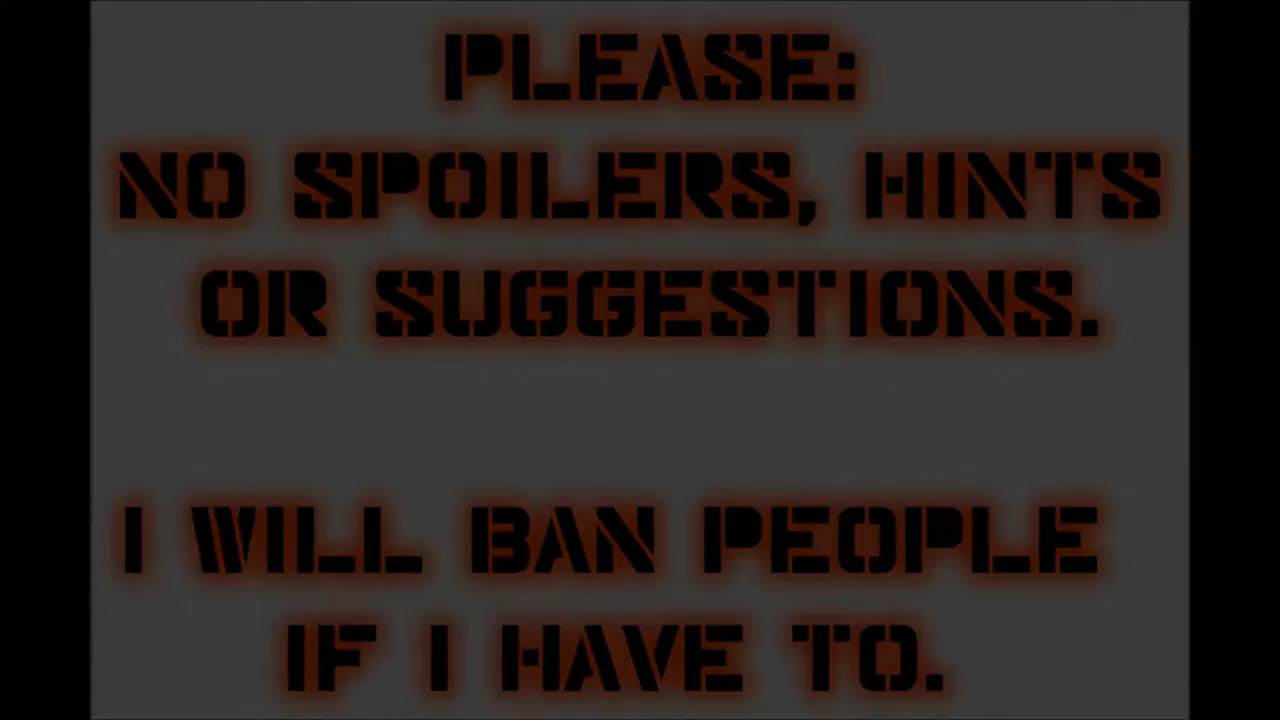 PLEASE:
NO SPOILERS, HINTS
OR SUGGESTIONS.
I WILL BAN PEOPLE
IF I HAVE TO.